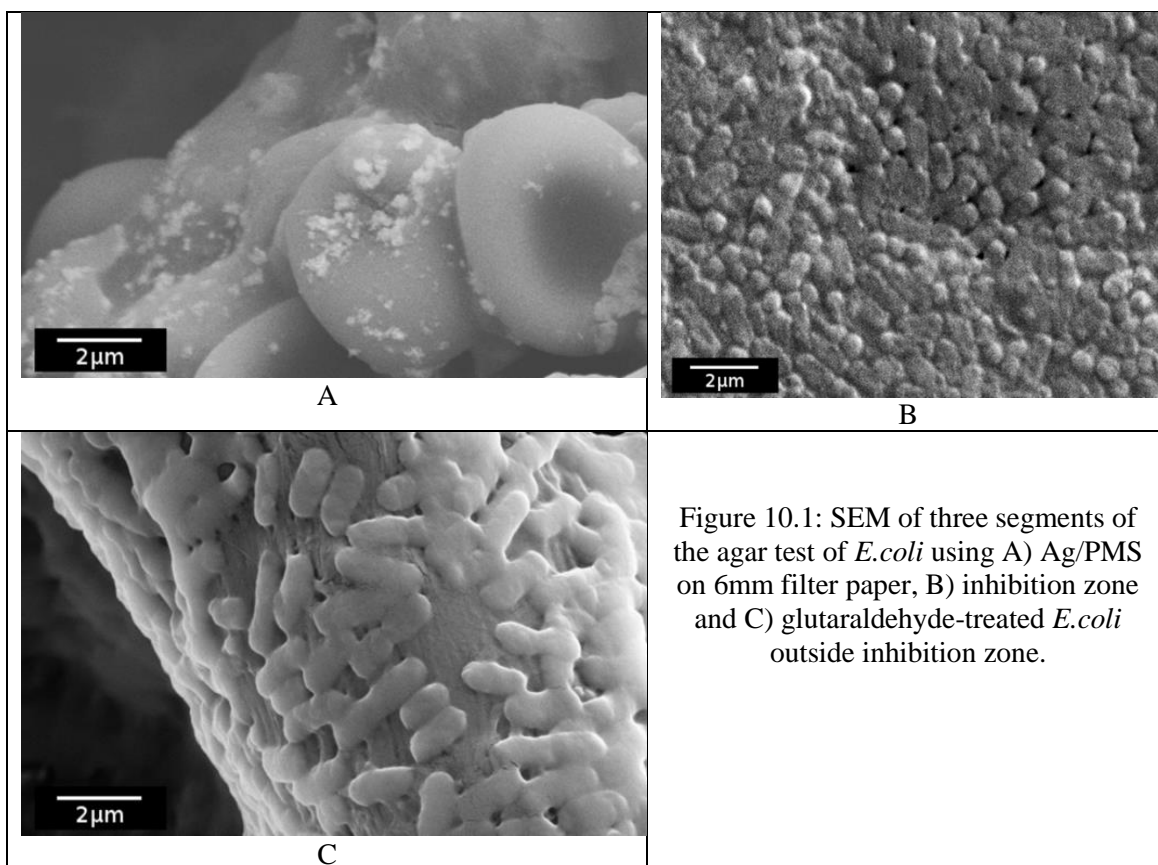 2μm
A
2μm
B
2μm
C
Figure 10.1: SEM of three segments of
the agar test of E.coli using A) Ag/PMS
on 6mm filter paper, B) inhibition zone
and C) glutaraldehyde-treated E.coli
outside inhibition zone.